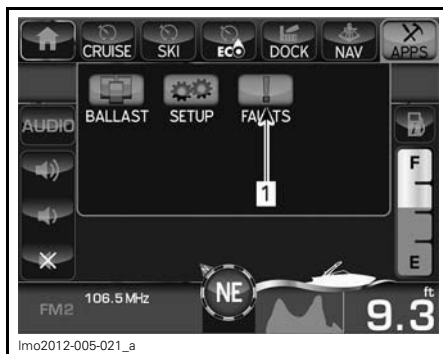 CRUISE SKI ECO DOCK NAV APPS
AUDIO
BALLAST SETUP FAULTS
1
F
E
FM2
106.5 MHz
NE
ft
9.3
lmo2012-005-021_a